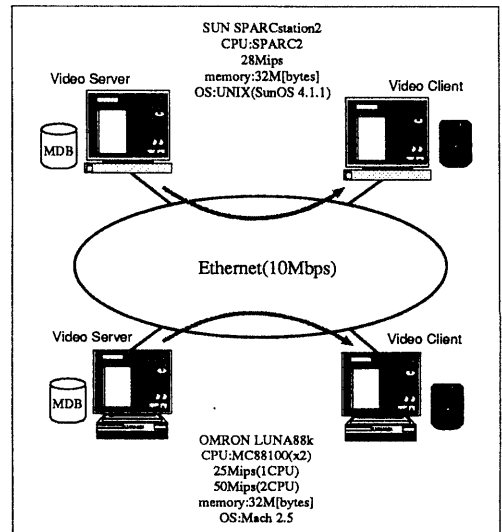 SUN SPARCstation2
CPU:SPARC2
28Mips
memory:32M[bytes]
OS:UNIX(SunOS 4.1.1)
Video Server
Video Client
MDB
Ethernet(10Mbps)
Video Server
Video Client
MDB
OMRON LUNA88k
CPU:MC88100(x2)
25Mips(1CPU)
50Mips(2CPU)
memory:32M[bytes]
OS:Mach 2.5